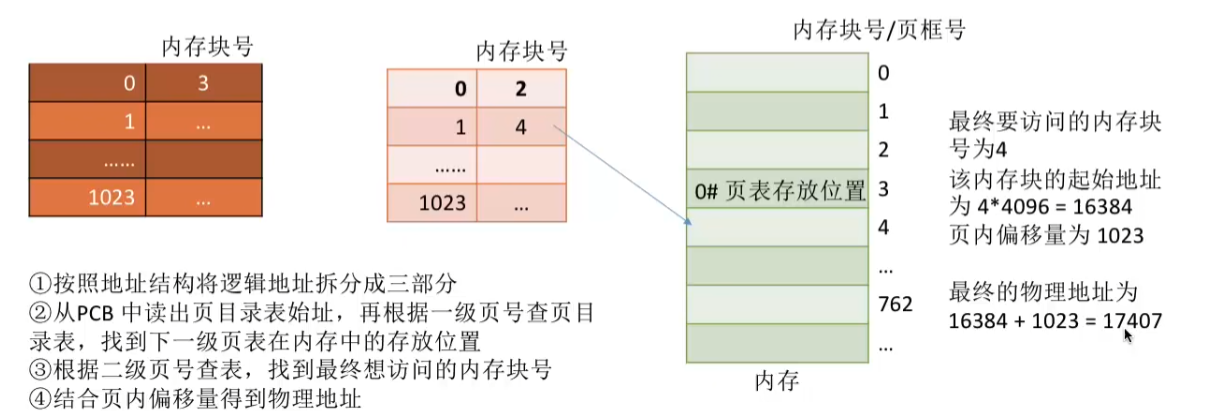 内存块号
0 3
1 ...
......
1023 ...
内存块号
0 2
1 4
......
1023 ...
内存块号/页框号
0
1
2
0# 页表存放位置 3
4
...
762
...
内存
最终要访问的内存块
号为4
该内存块的起始地址
为 4*4096 = 16384
页内偏移量为 1023
最终的物理地址为
16384 + 1023 = 17407
①按照地址结构将逻辑地址拆分成三部分
②从PCB 中读出页目录表始址，再根据一级页号查页目
录表，找到下一级页表在内存中的存放位置
③根据二级页号查表，找到最终想访问的内存块号
④结合页内偏移量得到物理地址